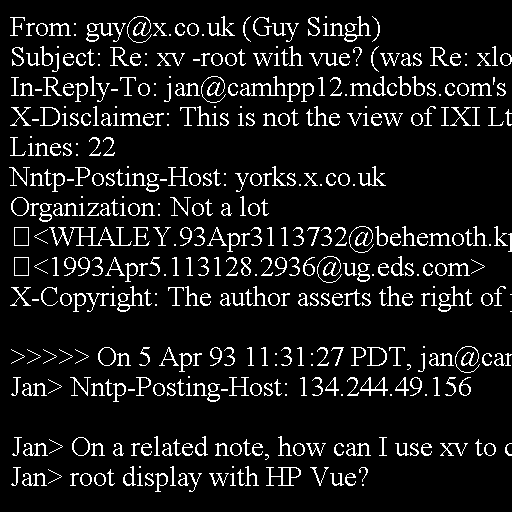 From: guy@x.co.uk (Guy Singh)
Subject: Re: xv -root with vue? (was Re: xlo
In-Reply-To: jan@camhpp12.mdcbbs.com's
X-Disclaimer: This is not the view of IXI Lt
Lines: 22
Nntp-Posting-Host: yorks.x.co.uk
Organization: Not a lot
<WHALEY.93Apr3113732@behemoth.kp
<1993Apr5.113128.2936@ug.eds.com>
X-Copyright: The author asserts the right of

>>>>> On 5 Apr 93 11:31:27 PDT, jan@cam
Jan> Nntp-Posting-Host: 134.244.49.156

Jan> On a related note, how can I use xv to
Jan> root display with HP Vue?